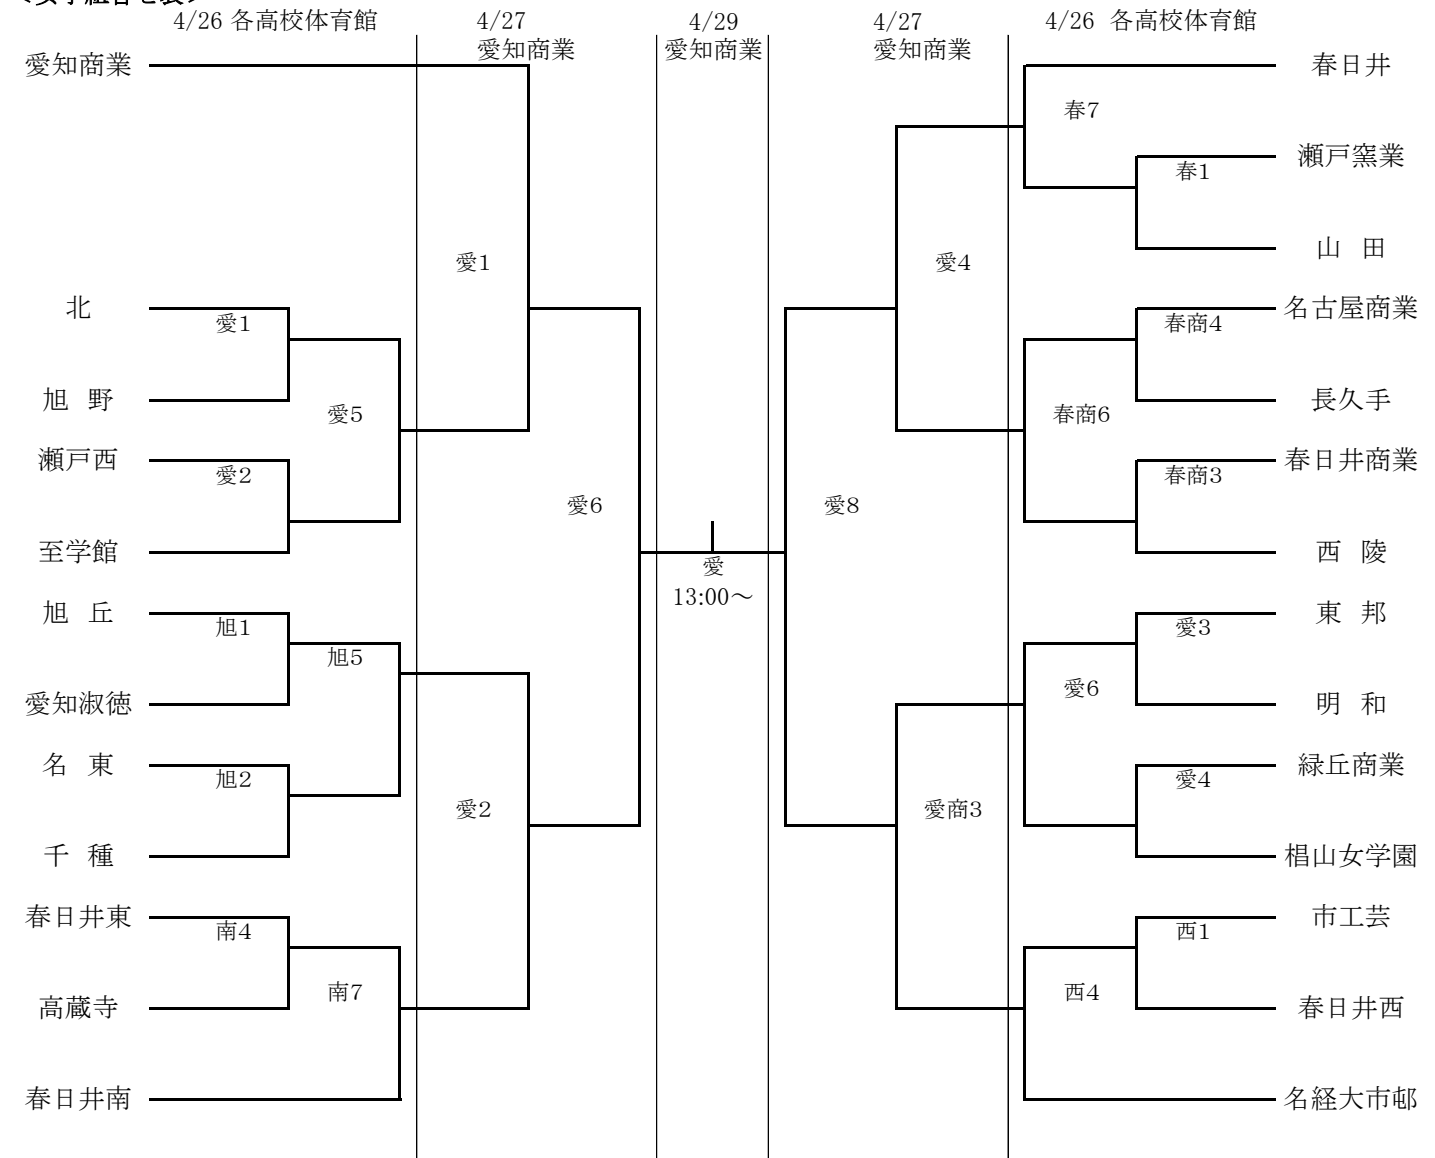 4/26 各高校体育館 4/27 4/29 4/27 4/26 各高校体育館
愛知商業 愛知商業 愛知商業
愛知商業 春日井
春7
瀬戸窯業
春1
山 田
愛1 愛4
北 名古屋商業
愛1 春商4
旭 野 長久手
愛5 春商6
瀬戸西 春日井商業
愛2 春商3
愛6 愛8
至学館 西 陵
愛
13:00～
旭 丘 東 邦
旭1 愛3
旭5
愛6
愛知淑徳 明 和
名 東 緑丘商業
旭2 愛4
愛2 愛商3
千 種 椙山女学園
春日井東 市工芸
南4 西1
南7 西4
高蔵寺 春日井西
春日井南 名経大市邨